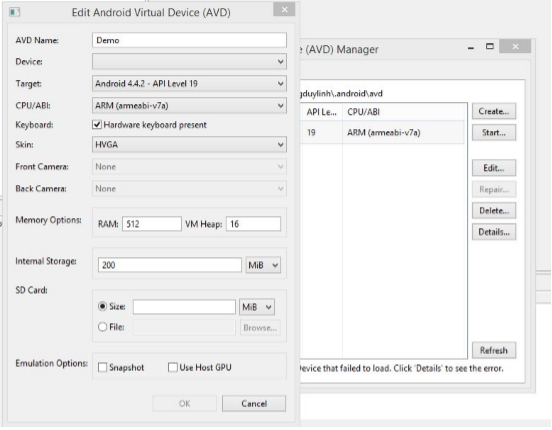 Edit Android Virtual Device (AVD)
AVD Name: Demo
Device:
Target: Android 4.4.2 - API Level 19
CPU/ABI: ARM (armeabi-v7a)
Keyboard: Hardware keyboard present
Skin: HVGA
Front Camera: None
Back Camera: None
Memory Options: RAM: 512 VM Heap: 16
Internal Storage: 200 MiB
SD Card:
Size: MiB
File: Browse...
Emulation Options: Snapshot Use Host GPU
OK Cancel
(AVD) Manager
gduylinh\.android\avd
API Le... CPU/ABI
19 ARM (armeabi-v7a)
Create...
Start...
Edit...
Repair...
Delete...
Details...
Refresh
evice that failed to load. Click 'Details' to see the error.